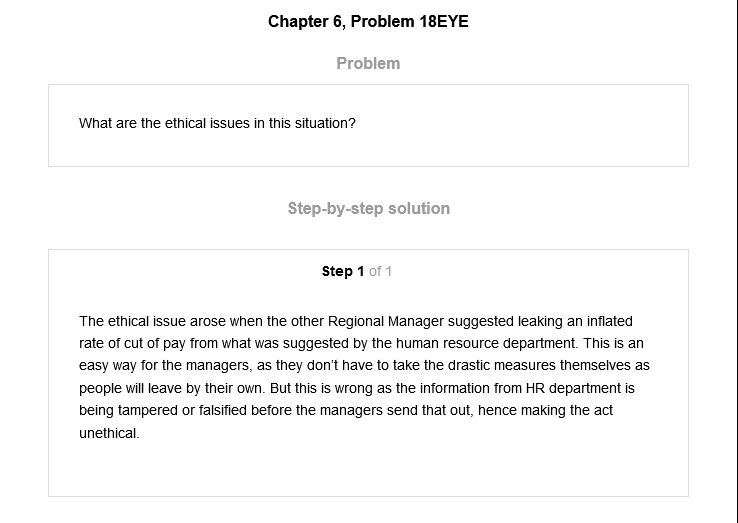 Chapter 6, Problem 18EYE
Problem
What are the ethical issues in this situation?
Step-by-step solution
Step 1 of 1
The ethical issue arose when the other Regional Manager suggested leaking an inflated
rate of cut of pay from what was suggested by the human resource department. This is an
easy way for the managers, as they don't have to take the drastic measures themselves as
people will leave by their own. But this is wrong as the information from HR department is
being tampered or falsified before the managers send that out, hence making the act
unethical.